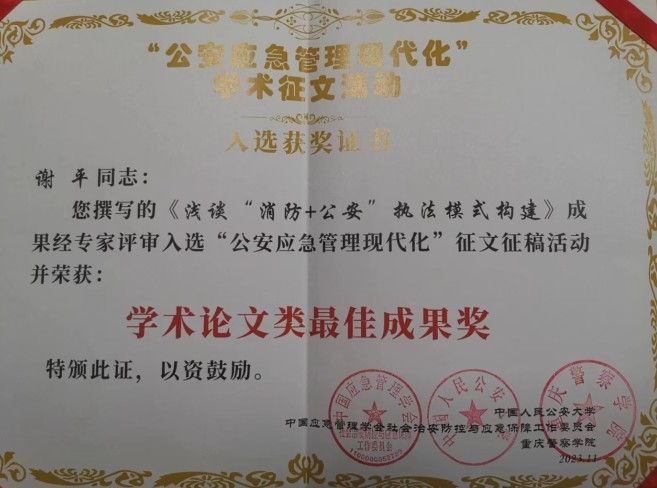 “公安应急管理现代化”
学术征文活动
入选获奖证书
谢 平同志：
您撰写的《浅谈“消防+公安”执法模式构建》成
果经专家评审入选“公安应急管理现代化”征文征稿活动
并荣获：
学术论文类最佳成果奖
特颁此证，以资鼓励。
中国人民公安大学
中国应急管理学会社会治安防控与应急保障工作委员会
重庆警察学院
2023.11